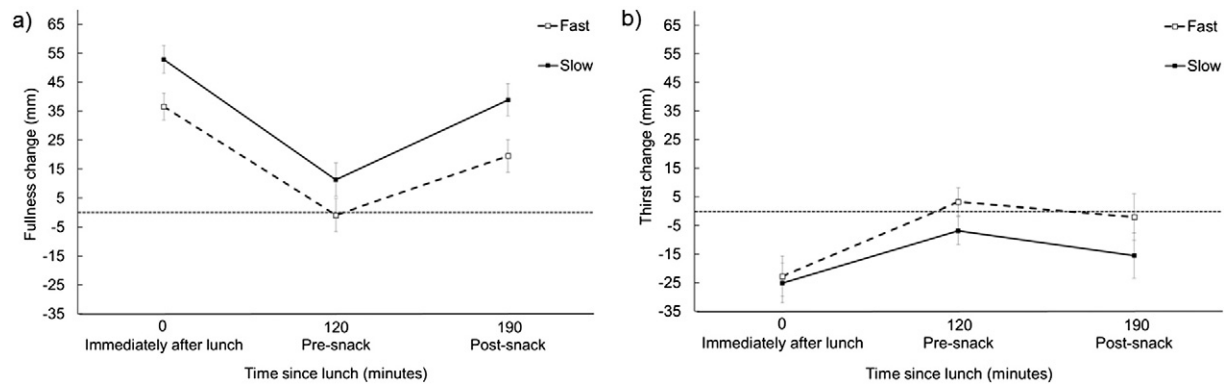 a)
Fullness change (mm)
65
55
45
35
25
15
5
-5
-15
-25
-35
Fast
Slow
0 120 190
Immediately after lunch Pre-snack Post-snack
Time since lunch (minutes)
b)
Thirst change (mm)
65
55
45
35
25
15
5
-5
-15
-25
-35
Fast
Slow
0 120 190
Immediately after lunch Pre-snack Post-snack
Time since lunch (minutes)